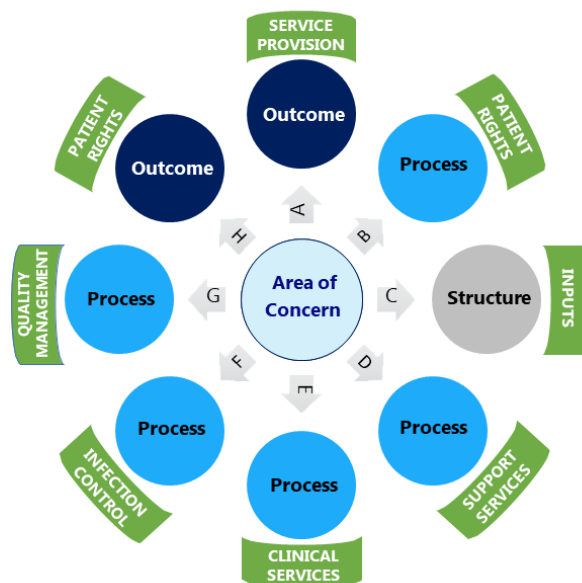 SERVICE
PROVISION
Outcome
A
PATIENT
RIGHTS
Process
B
INPUTS
Structure
C
SUPPORT
SERVICES
Process
D
CLINICAL
SERVICES
Process
E
INFECTION
CONTROL
Process
F
QUALITY
MANAGEMENT
Process
G
PATIENT
RIGHTS
Outcome
H
Area of
Concern